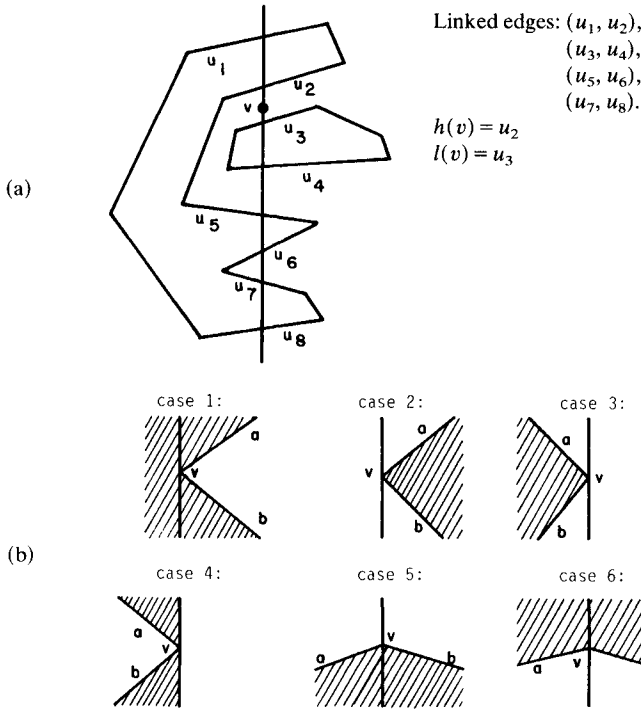 Linked edges: (u₁, u₂),
(u₃, u₄),
(u₅, u₆),
(u₇, u₈).
h(v) = u₂
l(v) = u₃
(a)
u₁
u₂
v
u₃
u₄
u₅
u₆
u₇
u₈
(b)
case 1: case 2: case 3:
a
v
b
a
v
b
a
v
b
case 4: case 5: case 6:
a
v
b
a
v
b
a
v